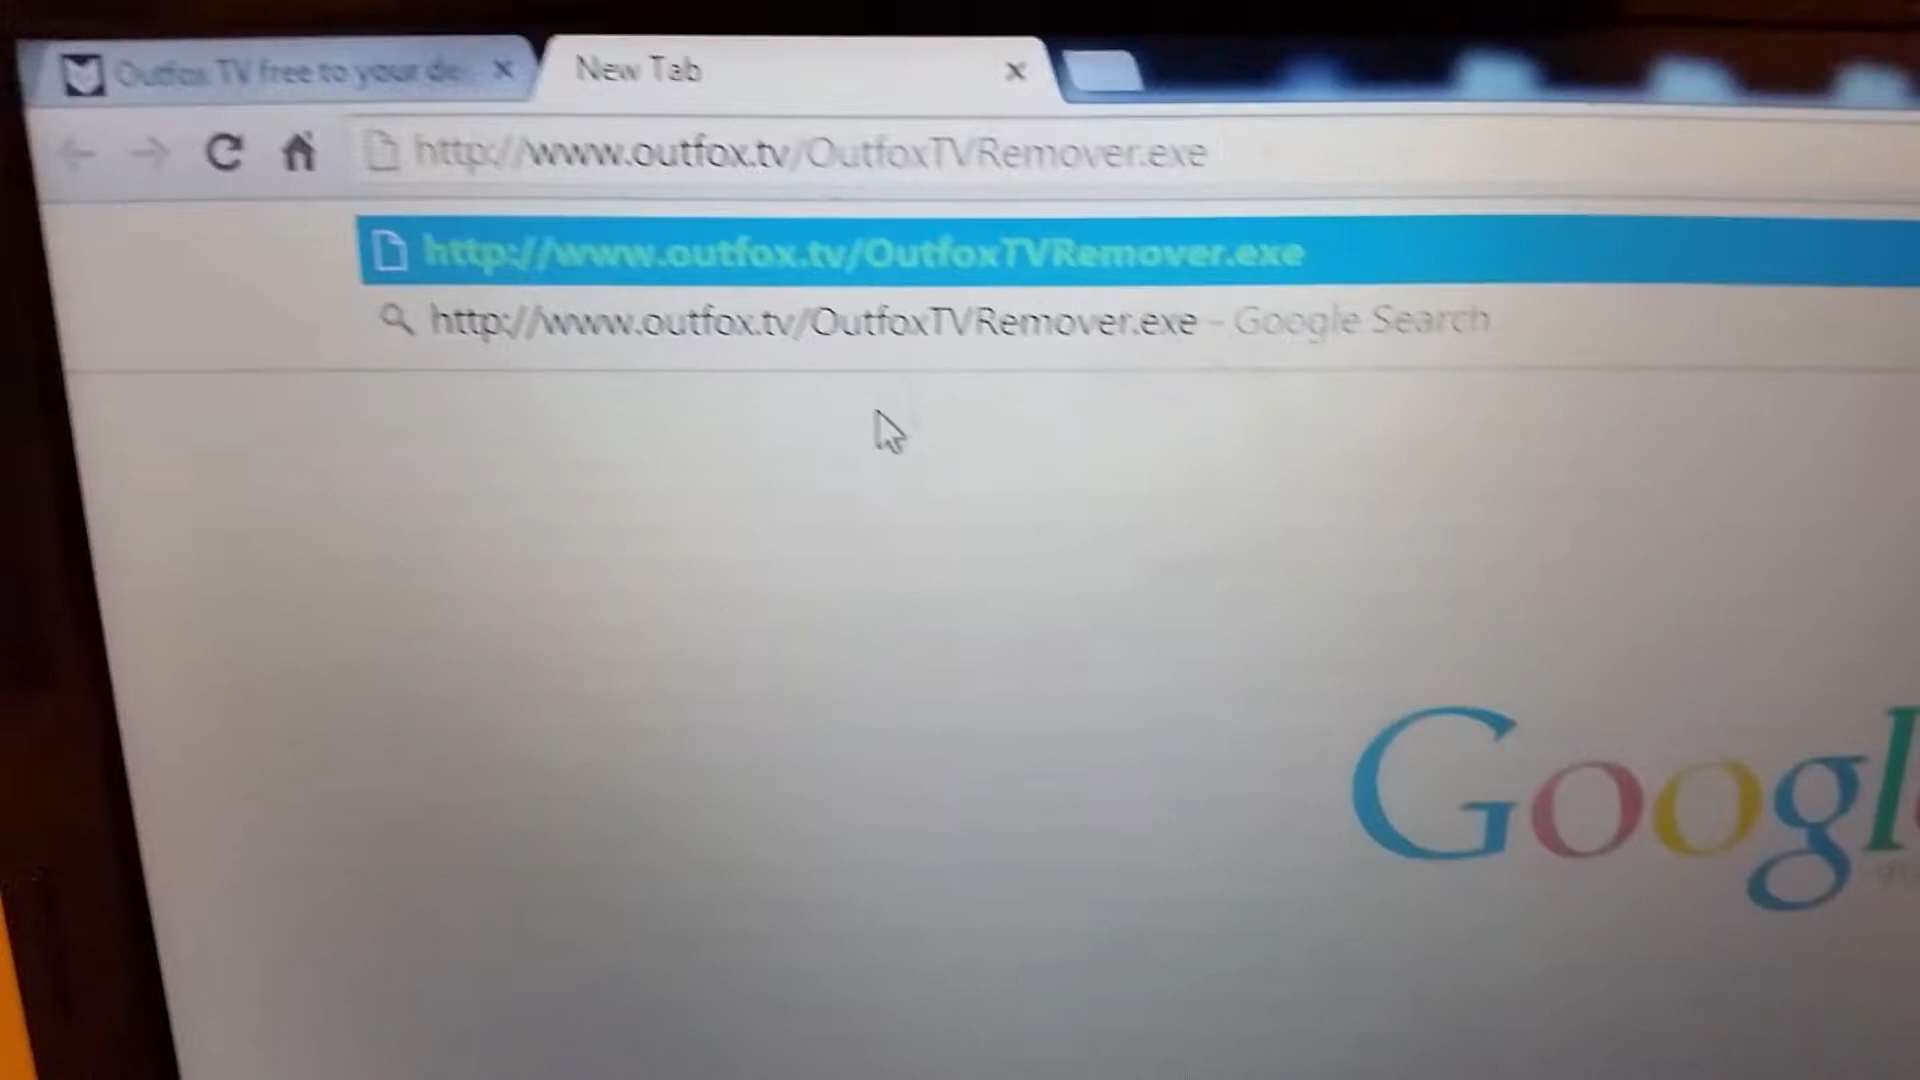 Outfox TV free to your de
New Tab
http://www.outfox.tv/OutfoxTVRemover.exe
http://www.outfox.tv/OutfoxTVRemover.exe
http://www.outfox.tv/OutfoxTVRemover.exe - Google Search
Googl